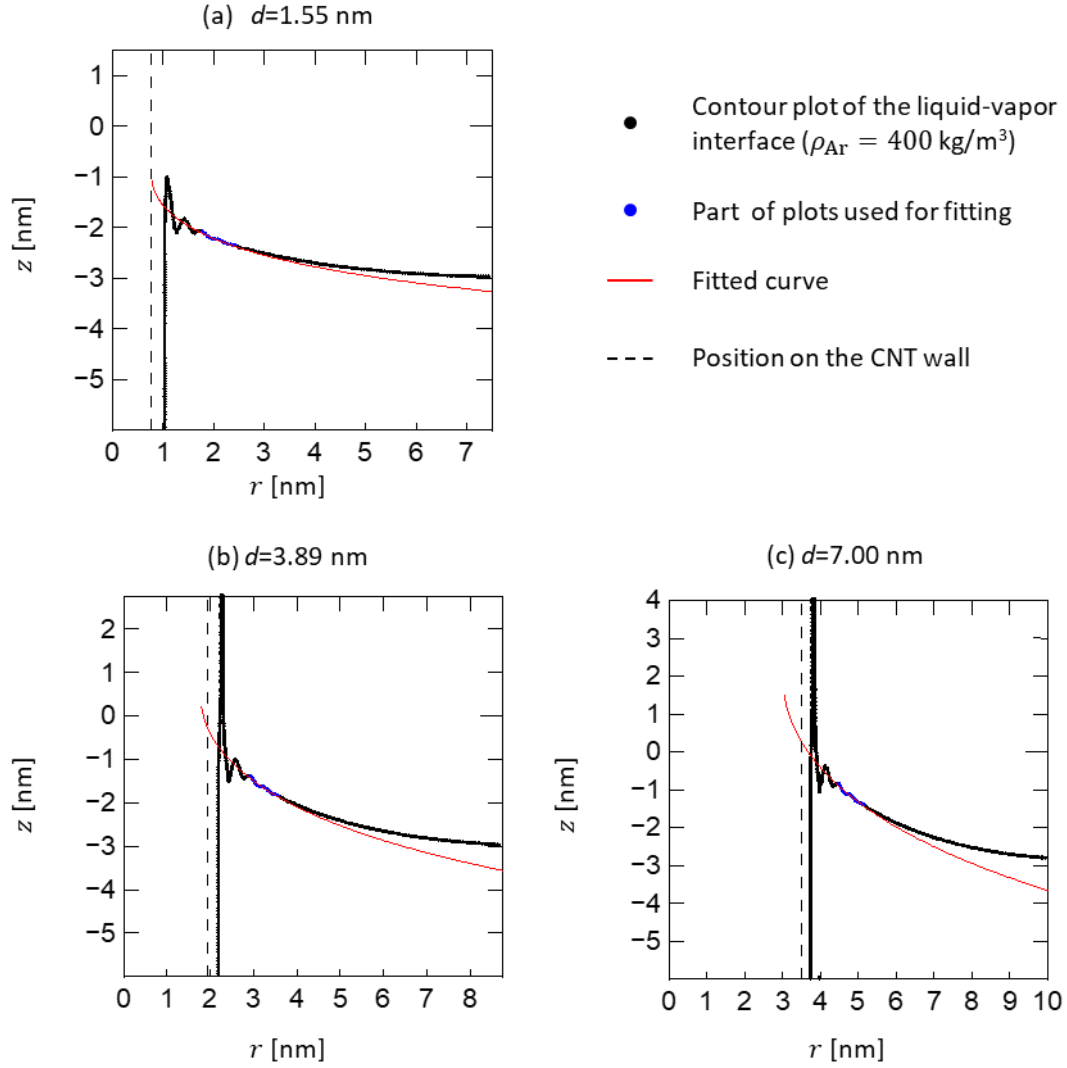 (a) d=1.55 nm
1
0
−1
−2
−3
−4
−5
z [nm]
0 1 2 3 4 5 6 7
r [nm]
Contour plot of the liquid-vapor
interface (ρAr = 400 kg/m³)
Part of plots used for fitting
Fitted curve
Position on the CNT wall
(b) d=3.89 nm
2
1
0
−1
−2
−3
−4
−5
z [nm]
0 1 2 3 4 5 6 7 8
r [nm]
(c) d=7.00 nm
4
3
2
1
0
−1
−2
−3
−4
−5
z [nm]
0 1 2 3 4 5 6 7 8 9 10
r [nm]